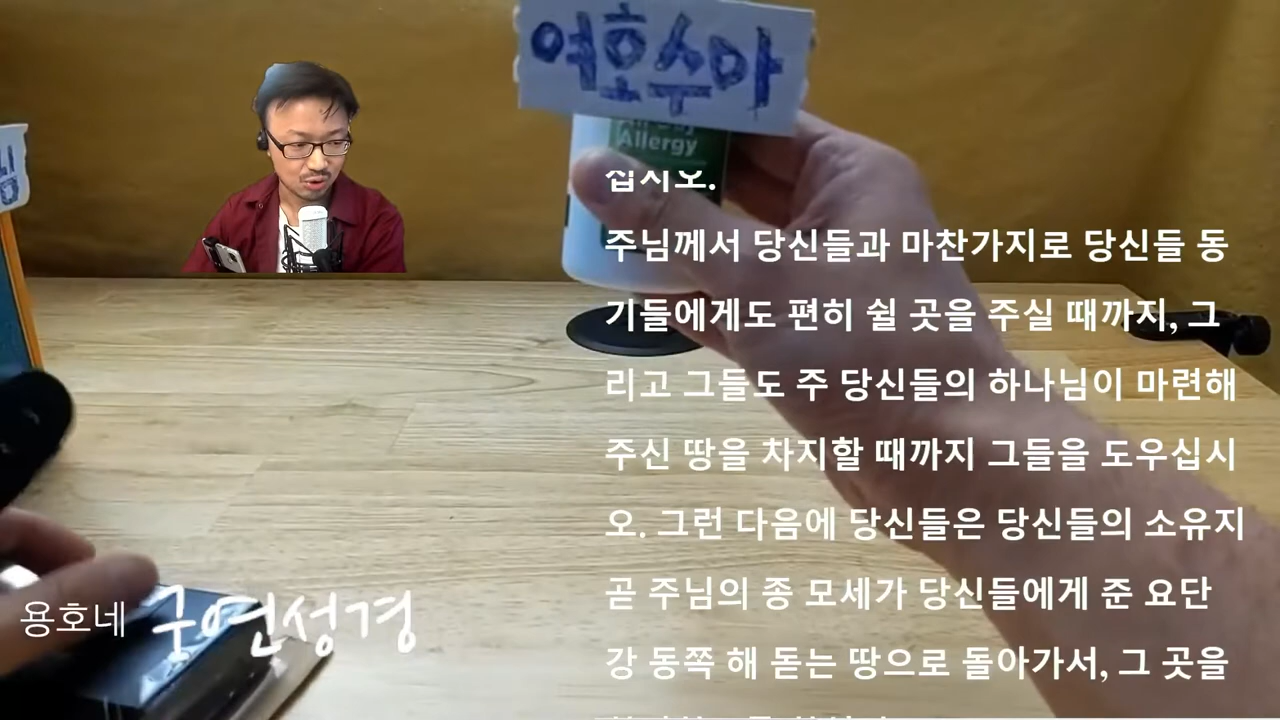 여호수아
Allergy
십시오.
주님께서 당신들과 마찬가지로 당신들 동
기들에게도 편히 쉴 곳을 주실 때까지, 그
리고 그들도 주 당신들의 하나님이 마련해
주신 땅을 차지할 때까지 그들을 도우십시
오. 그런 다음에 당신들은 당신들의 소유지
곧 주님의 종 모세가 당신들에게 준 요단
강 동쪽 해 돋는 땅으로 돌아가서, 그 곳을
용호네 구연성경